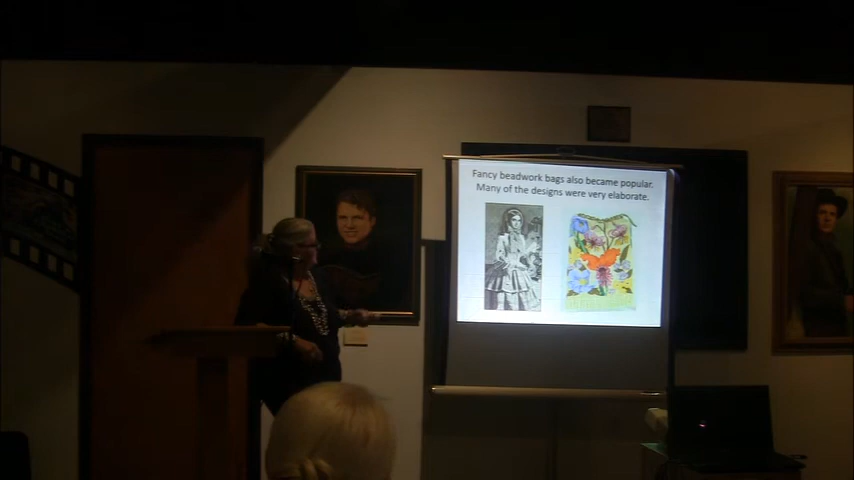 Fancy beadwork bags also became popular.
Many of the designs were very elaborate.